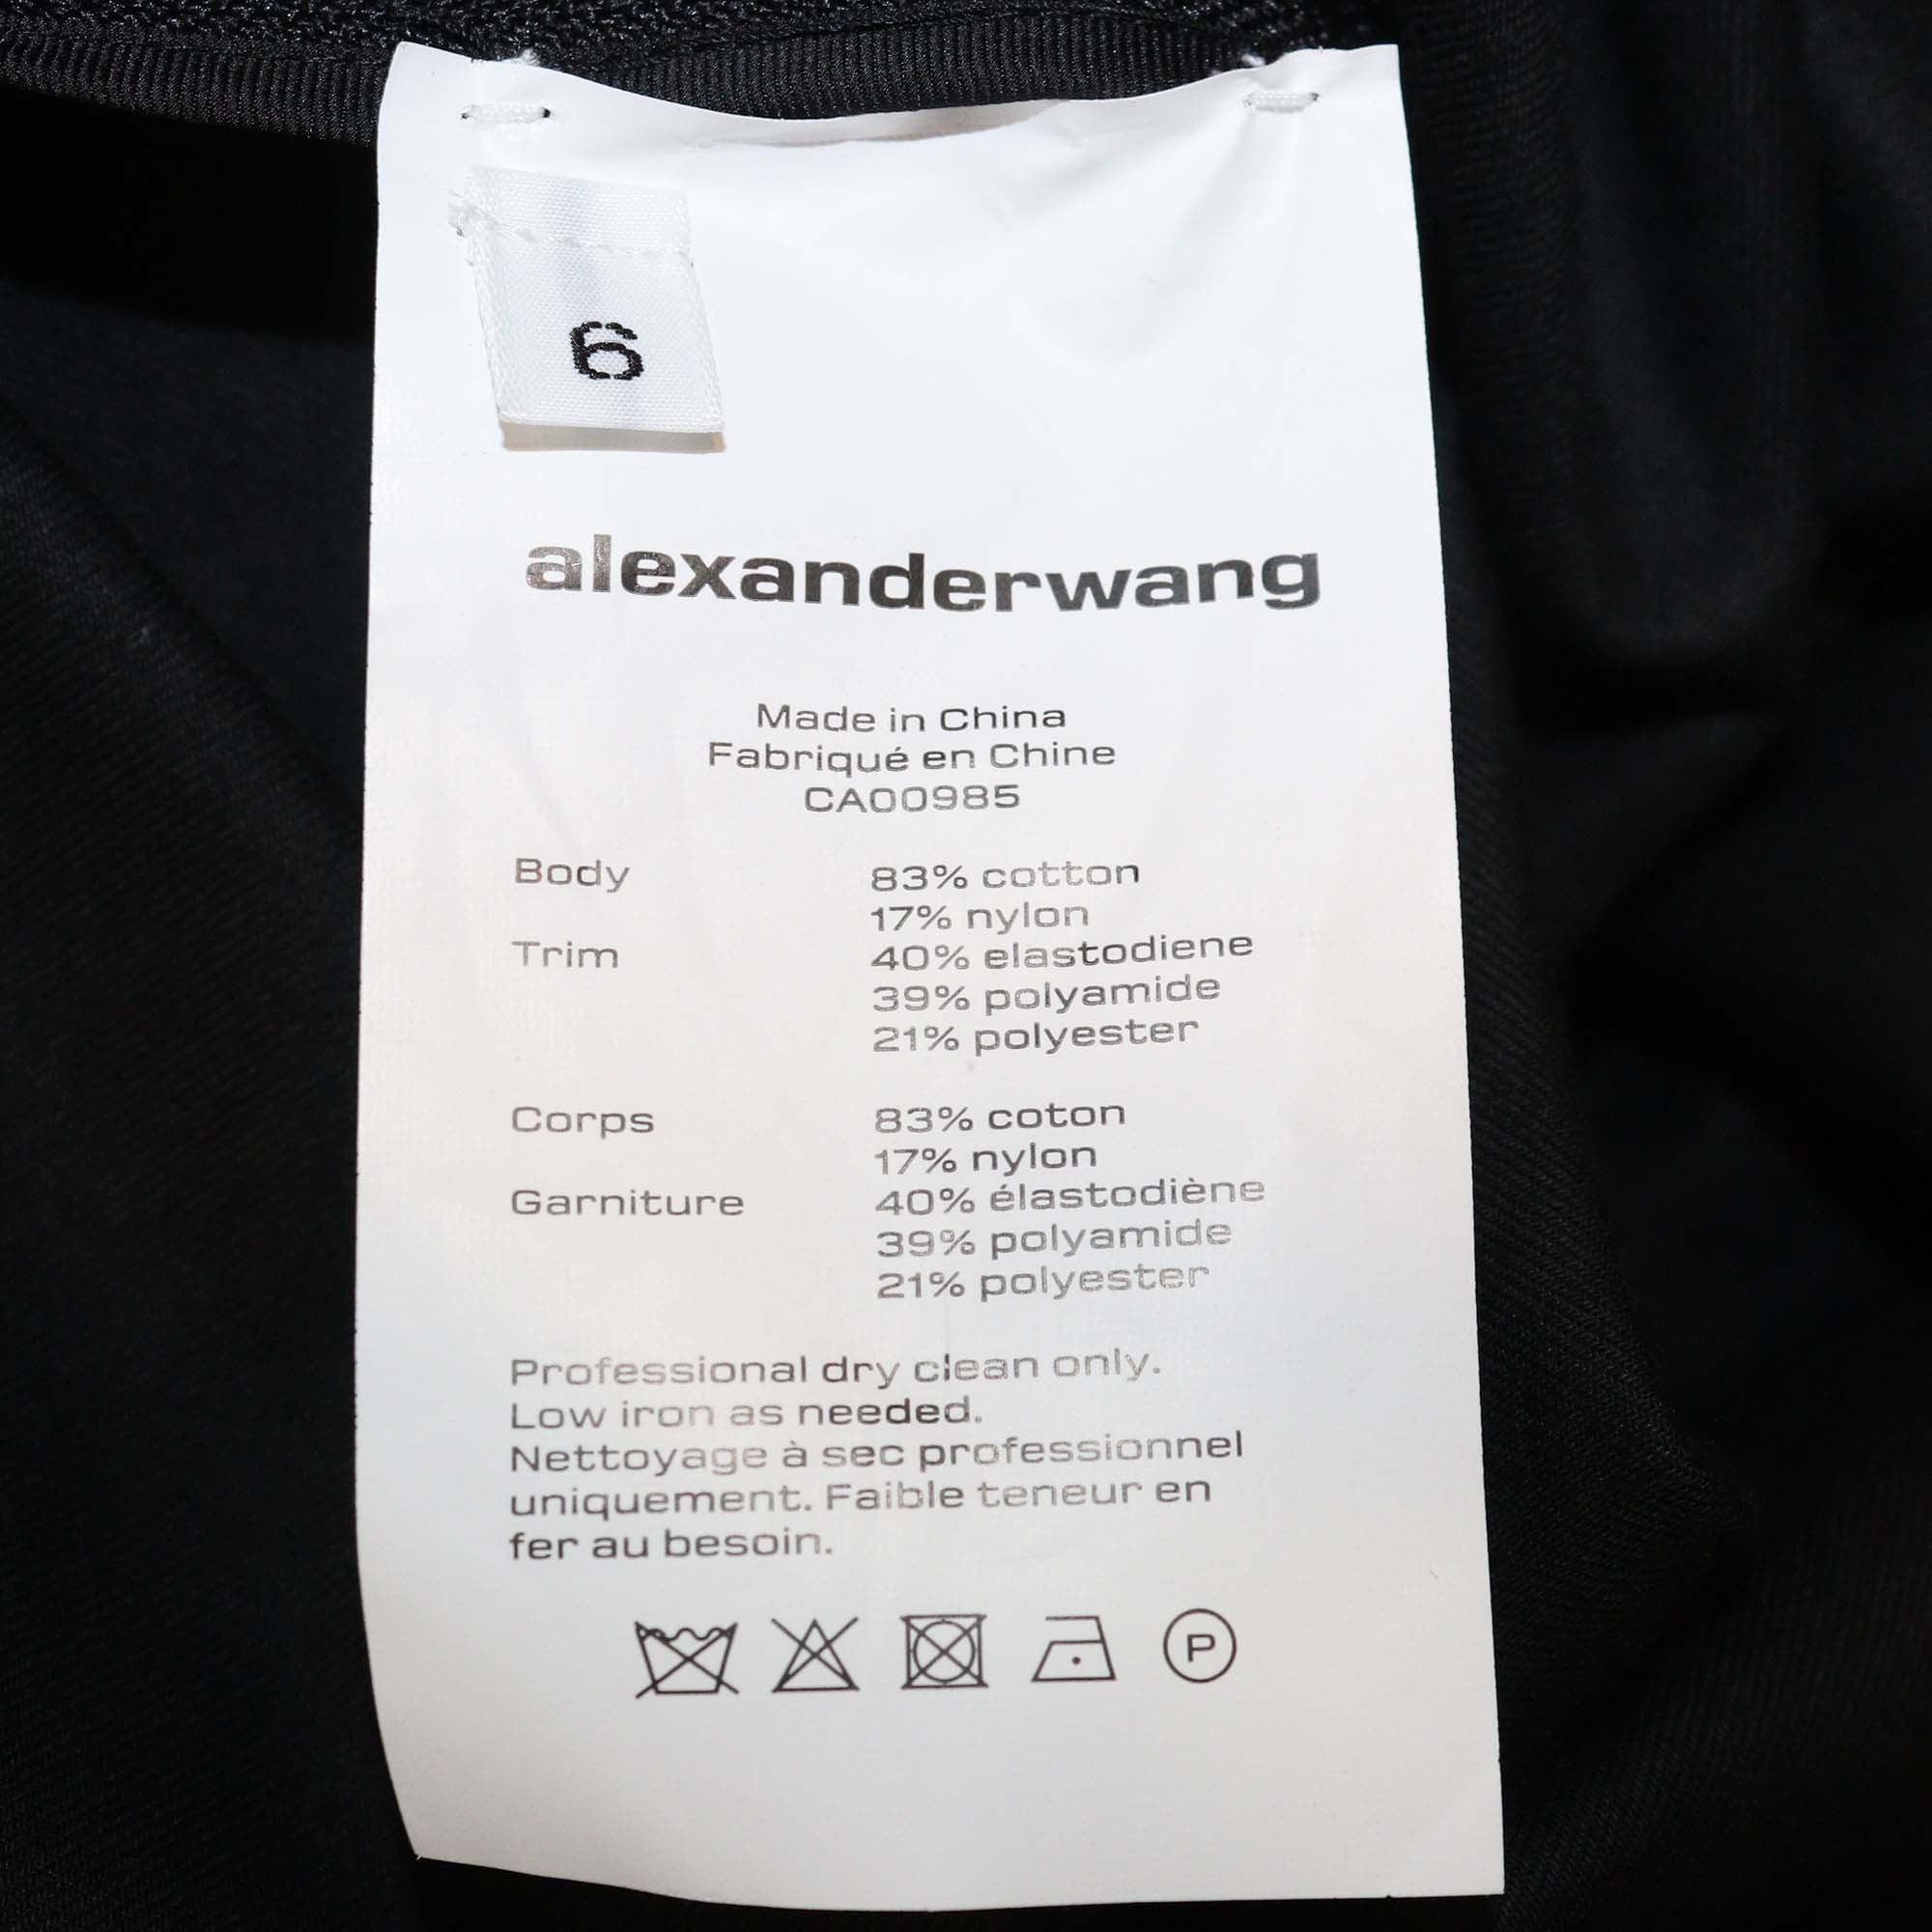 6
alexanderwang
Made in China
Fabriqué en Chine
CA00985
Body 83% cotton
17% nylon
Trim 40% elastodiene
39% polyamide
21% polyester
Corps 83% coton
17% nylon
Garniture 40% élastodiène
39% polyamide
21% polyester
Professional dry clean only.
Low iron as needed.
Nettoyage à sec professionnel
uniquement. Faible teneur en
fer au besoin.
P